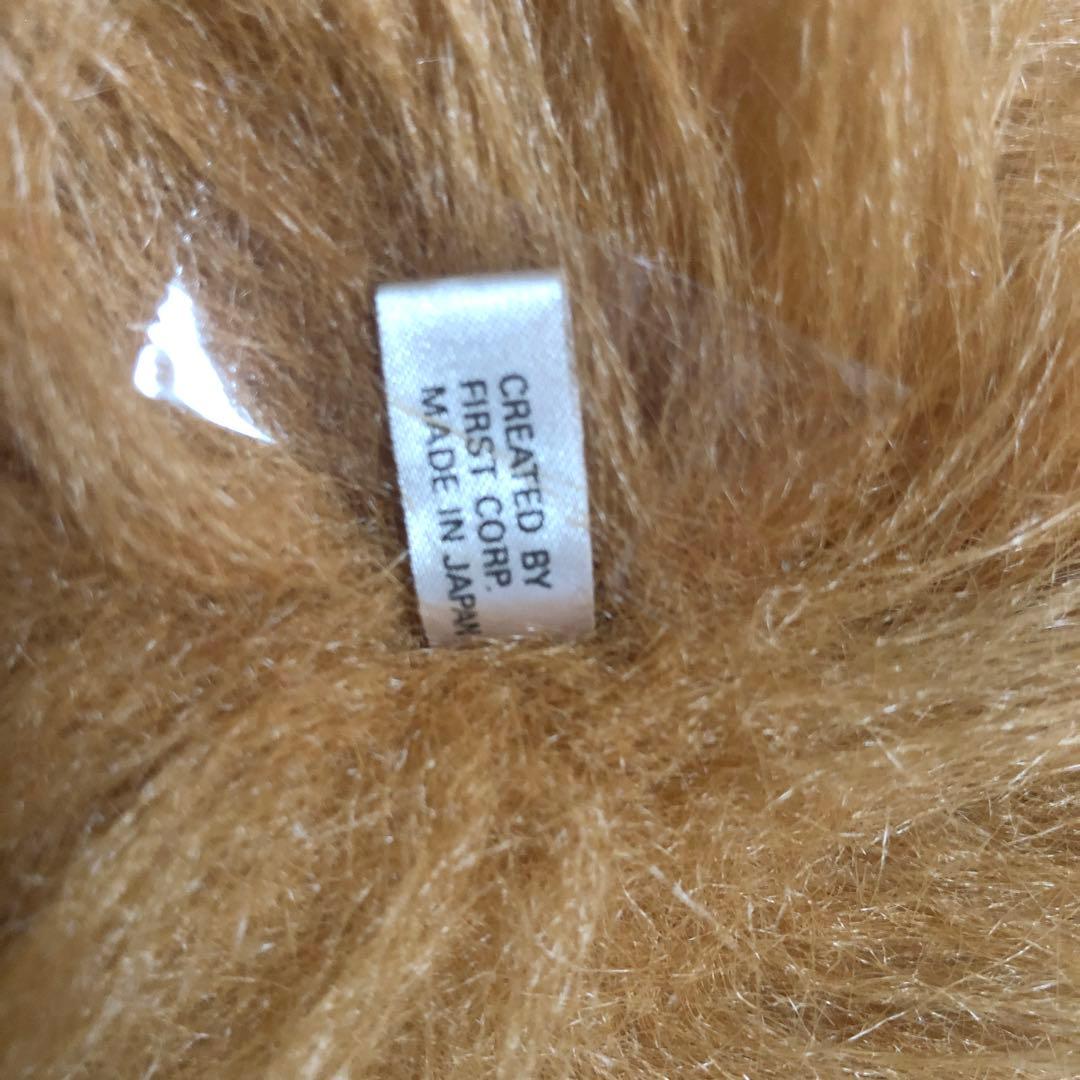 CREATED BY
FIRST CORP.
MADE IN JAPAN